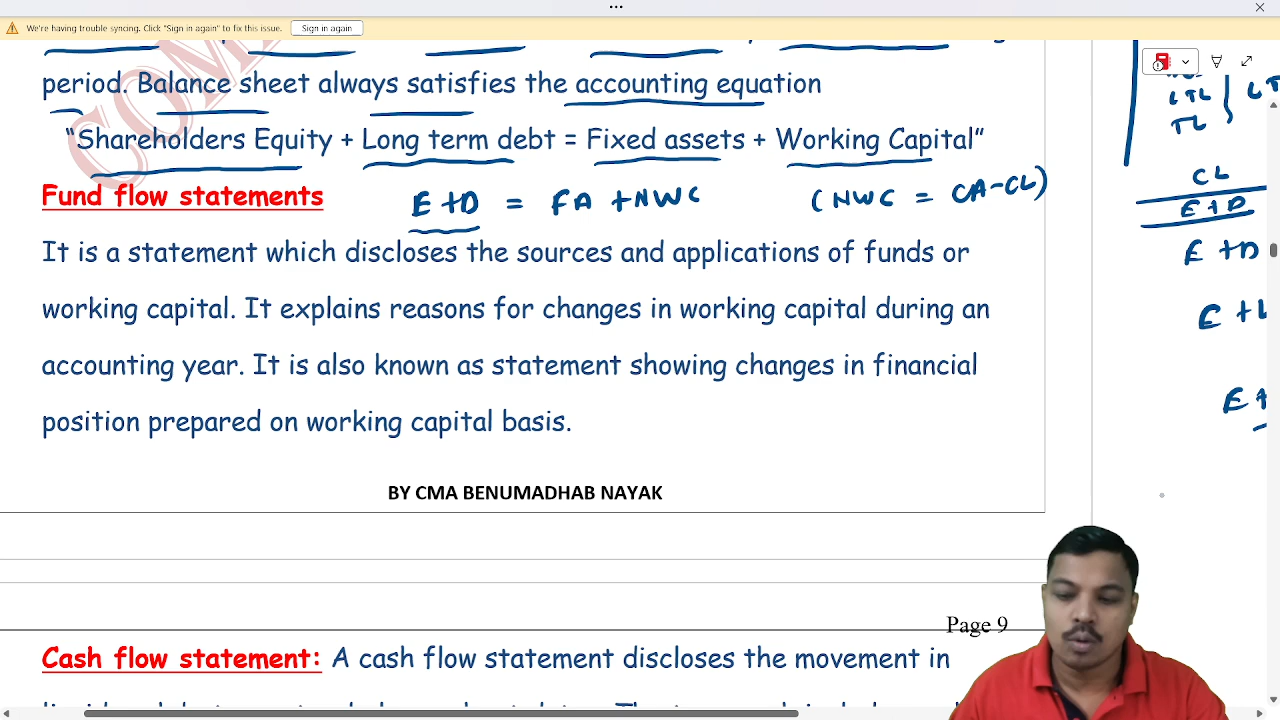 We're having trouble syncing. Click "Sign in again" to fix this issue. Sign in again
period. Balance sheet always satisfies the accounting equation
LTL LT
TL
"Shareholders Equity + Long term debt = Fixed assets + Working Capital"
CL
Fund flow statements E+D = FA +NWC (NWC = CA-CL)
E+D
It is a statement which discloses the sources and applications of funds or
E +D
working capital. It explains reasons for changes in working capital during an
E +L
accounting year. It is also known as statement showing changes in financial
E +
position prepared on working capital basis.
BY CMA BENUMADHAB NAYAK
Page 9
Cash flow statement: A cash flow statement discloses the movement in